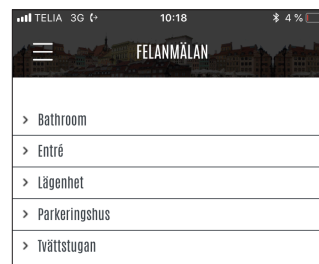 TELIA 3G 10:18 4 %
FELANMÄLAN
Bathroom
Entré
Lägenhet
Parkeringshus
Tvättstugan